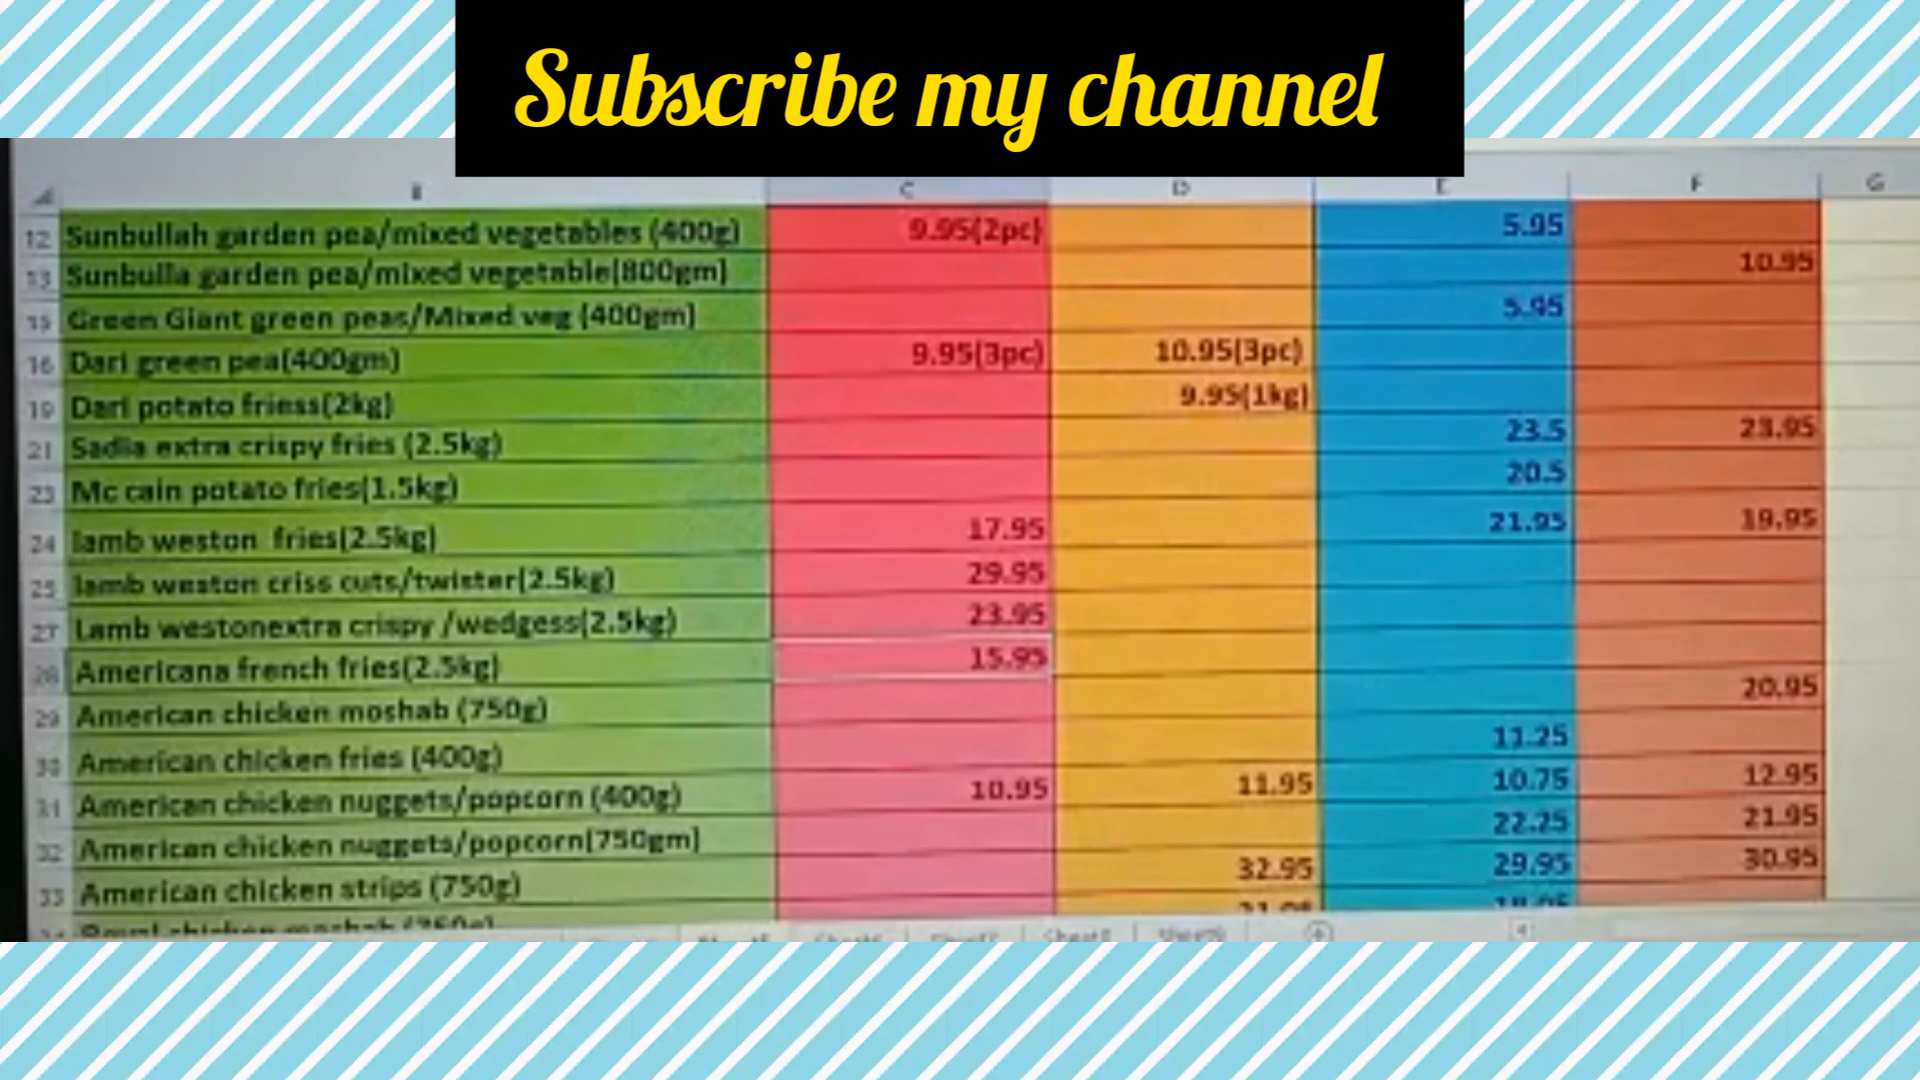 Subscribe my channel
B C D E F G
12 Sunbullah garden pea/mixed vegetables (400g) 9.95(2pc) 5.95
13 Sunbulla garden pea/mixed vegetable(800gm) 10.95
15 Green Giant green peas/Mixed veg (400gm) 5.95
16 Dari green pea(400gm) 9.95(3pc) 10.95(3pc)
19 Dari potato friess(2kg) 9.95(1kg)
21 Sadia extra crispy fries (2.5kg) 23.5 23.95
23 Mc cain potato fries(1.5kg) 20.5
24 lamb weston fries(2.5kg) 17.95 21.95 19.95
25 lamb weston criss cuts/twister(2.5kg) 29.95
27 Lamb westonextra crispy /wedgess(2.5kg) 23.95
28 Americana french fries(2.5kg) 15.95
29 American chicken moshab (750g) 20.95
30 American chicken fries (400g) 11.25
31 American chicken nuggets/popcorn (400g) 10.95 11.95 10.75 12.95
32 American chicken nuggets/popcorn(750gm) 22.25 21.95
33 American chicken strips (750g) 32.95 29.95 30.95